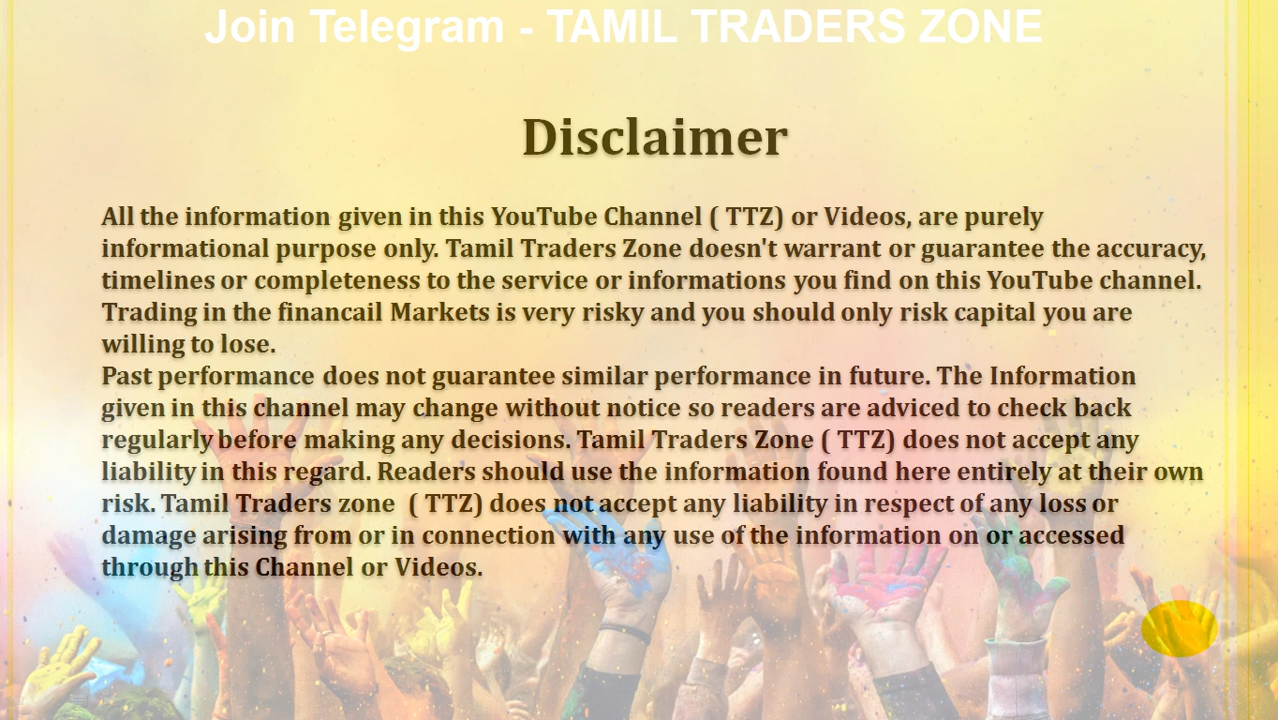 Join Telegram - TAMIL TRADERS ZONE
Disclaimer
All the information given in this YouTube Channel ( TTZ) or Videos, are purely
informational purpose only. Tamil Traders Zone doesn't warrant or guarantee the accuracy,
timelines or completeness to the service or informations you find on this YouTube channel.
Trading in the financail Markets is very risky and you should only risk capital you are
willing to lose.
Past performance does not guarantee similar performance in future. The Information
given in this channel may change without notice so readers are adviced to check back
regularly before making any decisions. Tamil Traders Zone ( TTZ) does not accept any
liability in this regard. Readers should use the information found here entirely at their own
risk. Tamil Traders zone  ( TTZ) does not accept any liability in respect of any loss or
damage arising from or in connection with any use of the information on or accessed
through this Channel or Videos.